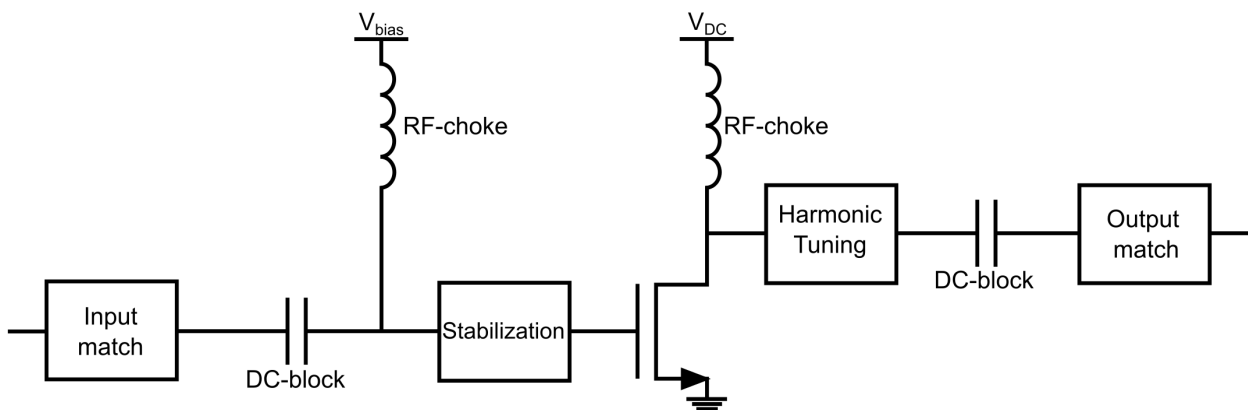 V_bias
V_DC
RF-choke
RF-choke
Harmonic
Tuning
Output
match
DC-block
Input
match
Stabilization
DC-block